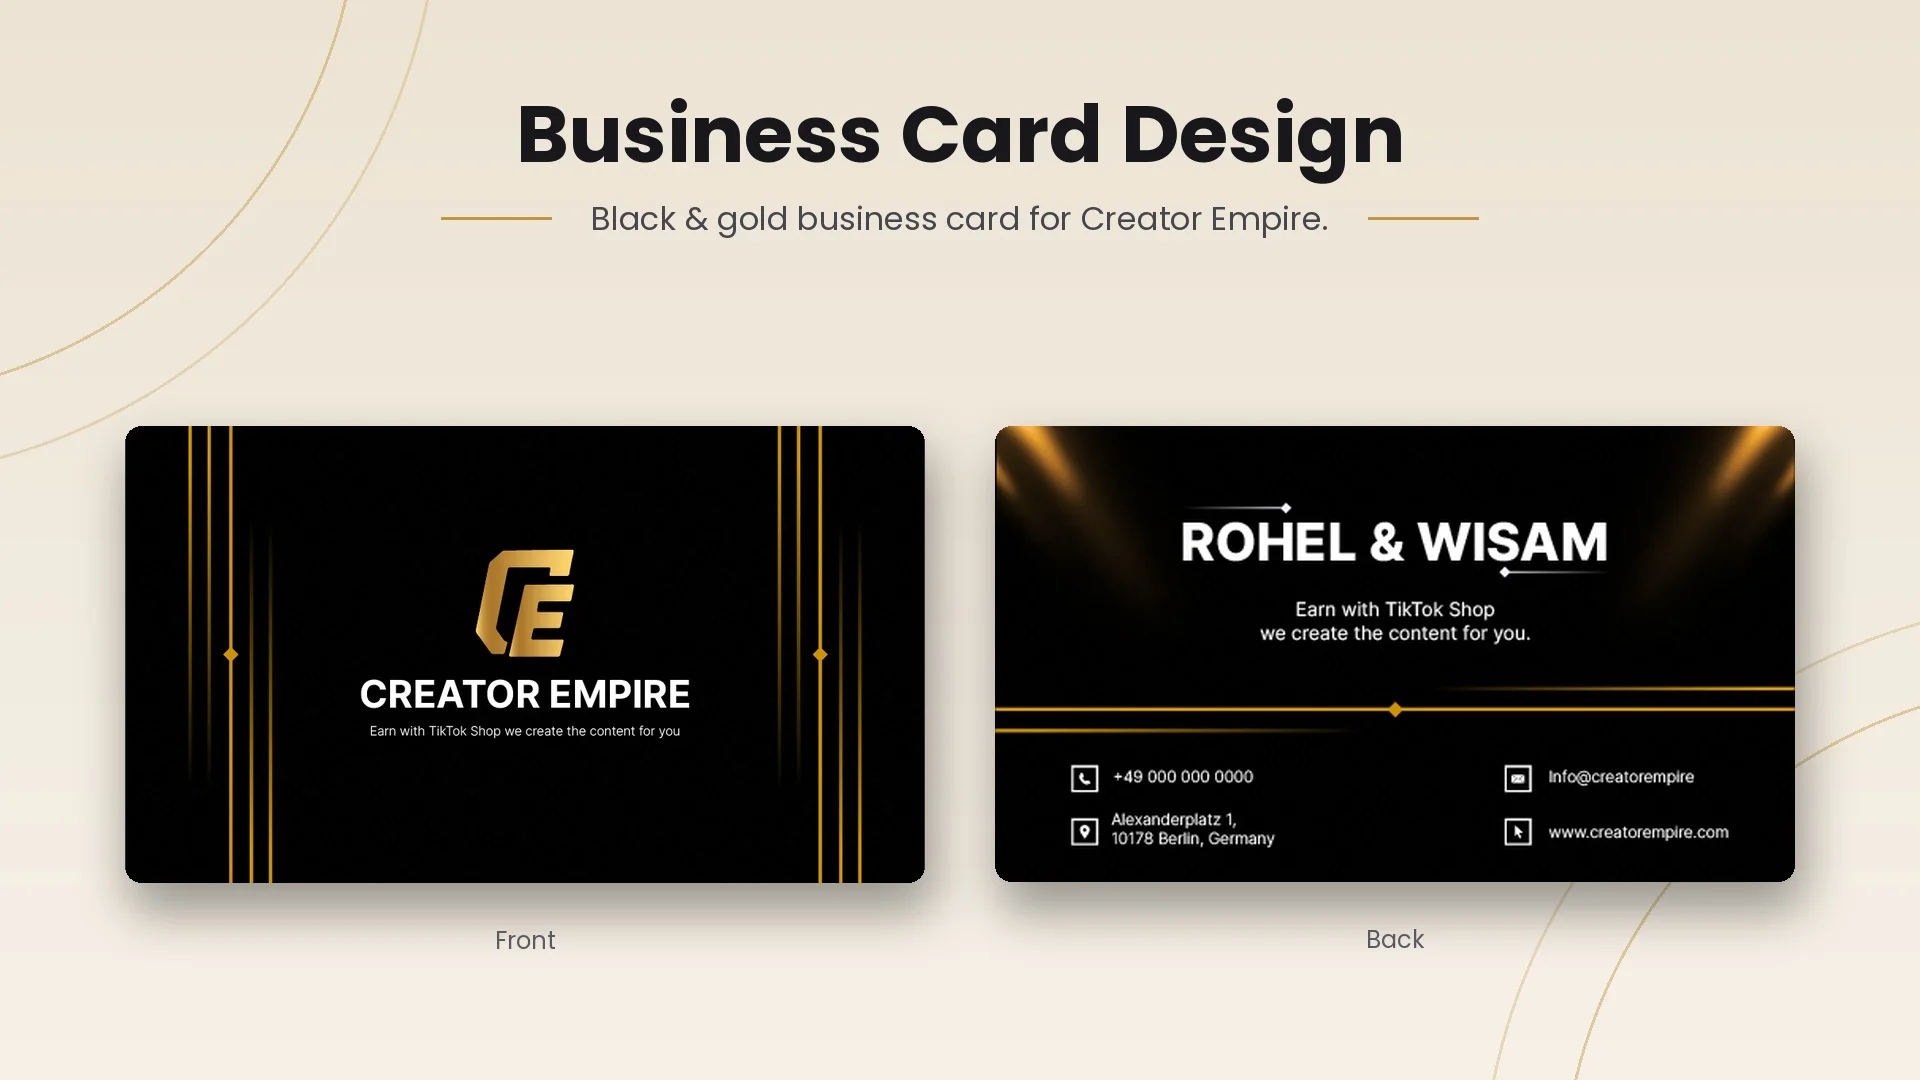 Business Card Design
Black & gold business card for Creator Empire.
CE
CREATOR EMPIRE
Earn with TikTok Shop we create the content for you
Front
ROHEL & WISAM
Earn with TikTok Shop
we create the content for you.
+49 000 000 0000
Alexanderplatz 1,
10178 Berlin, Germany
Info@creatorempire
www.creatorempire.com
Back